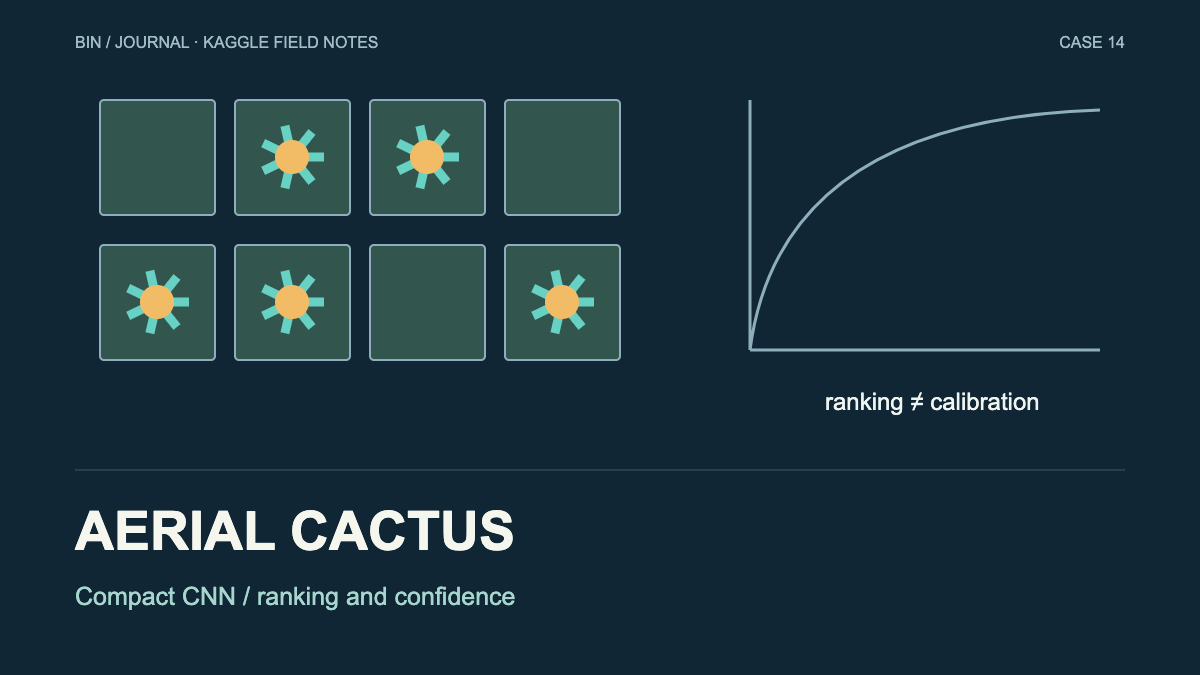 BIN / JOURNAL · KAGGLE FIELD NOTES
CASE 14
ranking ≠ calibration
AERIAL CACTUS
Compact CNN / ranking and confidence